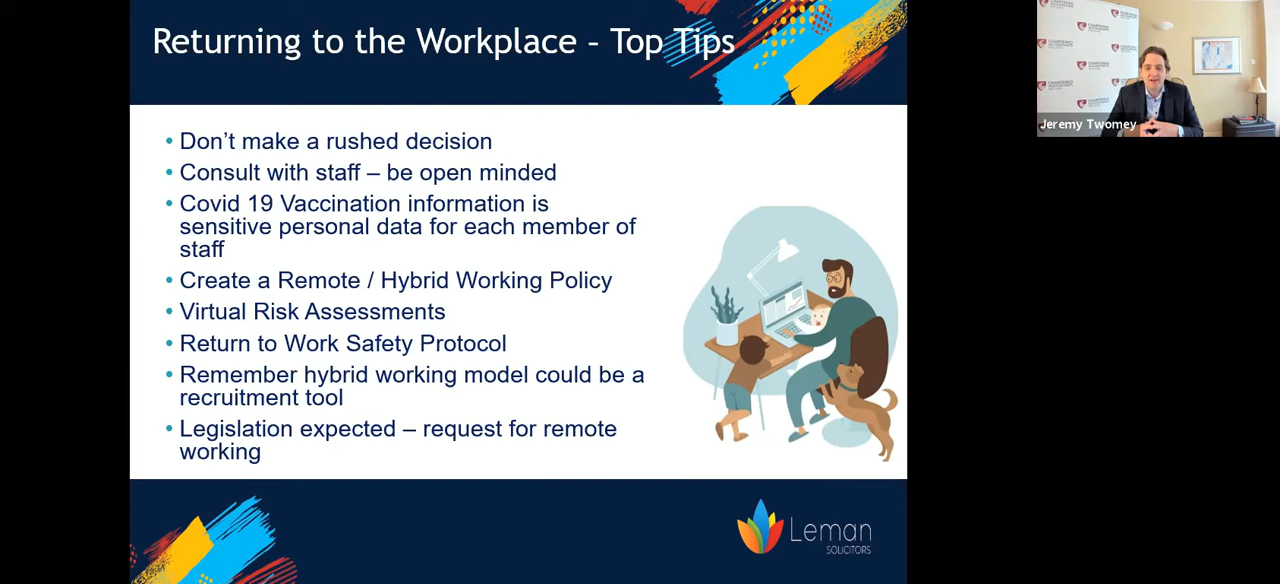 Returning to the Workplace - Top Tips
• Don’t make a rushed decision
• Consult with staff – be open minded
• Covid 19 Vaccination information is
sensitive personal data for each member of
staff
• Create a Remote / Hybrid Working Policy
• Virtual Risk Assessments
• Return to Work Safety Protocol
• Remember hybrid working model could be a
recruitment tool
• Legislation expected – request for remote
working
Leman
SOLICITORS
Jeremy Twomey